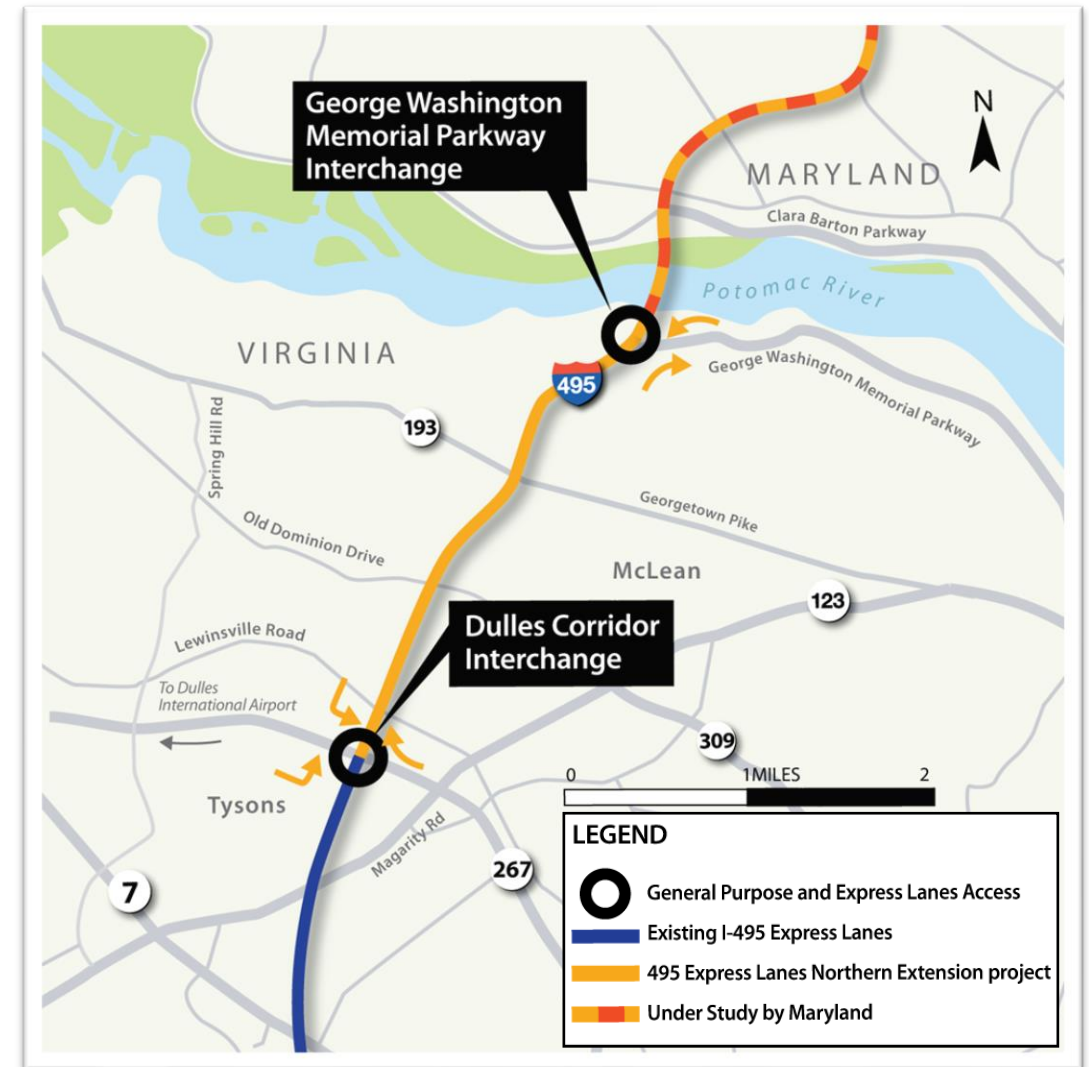 George Washington
Memorial Parkway
Interchange
N
MARYLAND
Clara Barton Parkway
Potomac River
VIRGINIA
495
George Washington Memorial Parkway
193
Spring Hill Rd
Georgetown Pike
Old Dominion Drive
McLean
123
Dulles Corridor
Interchange
Lewinsville Road
To Dulles
International Airport
309
0 1MILES 2
Tysons
Magarity Rd
267
7
LEGEND
General Purpose and Express Lanes Access
Existing I-495 Express Lanes
495 Express Lanes Northern Extension project
Under Study by Maryland